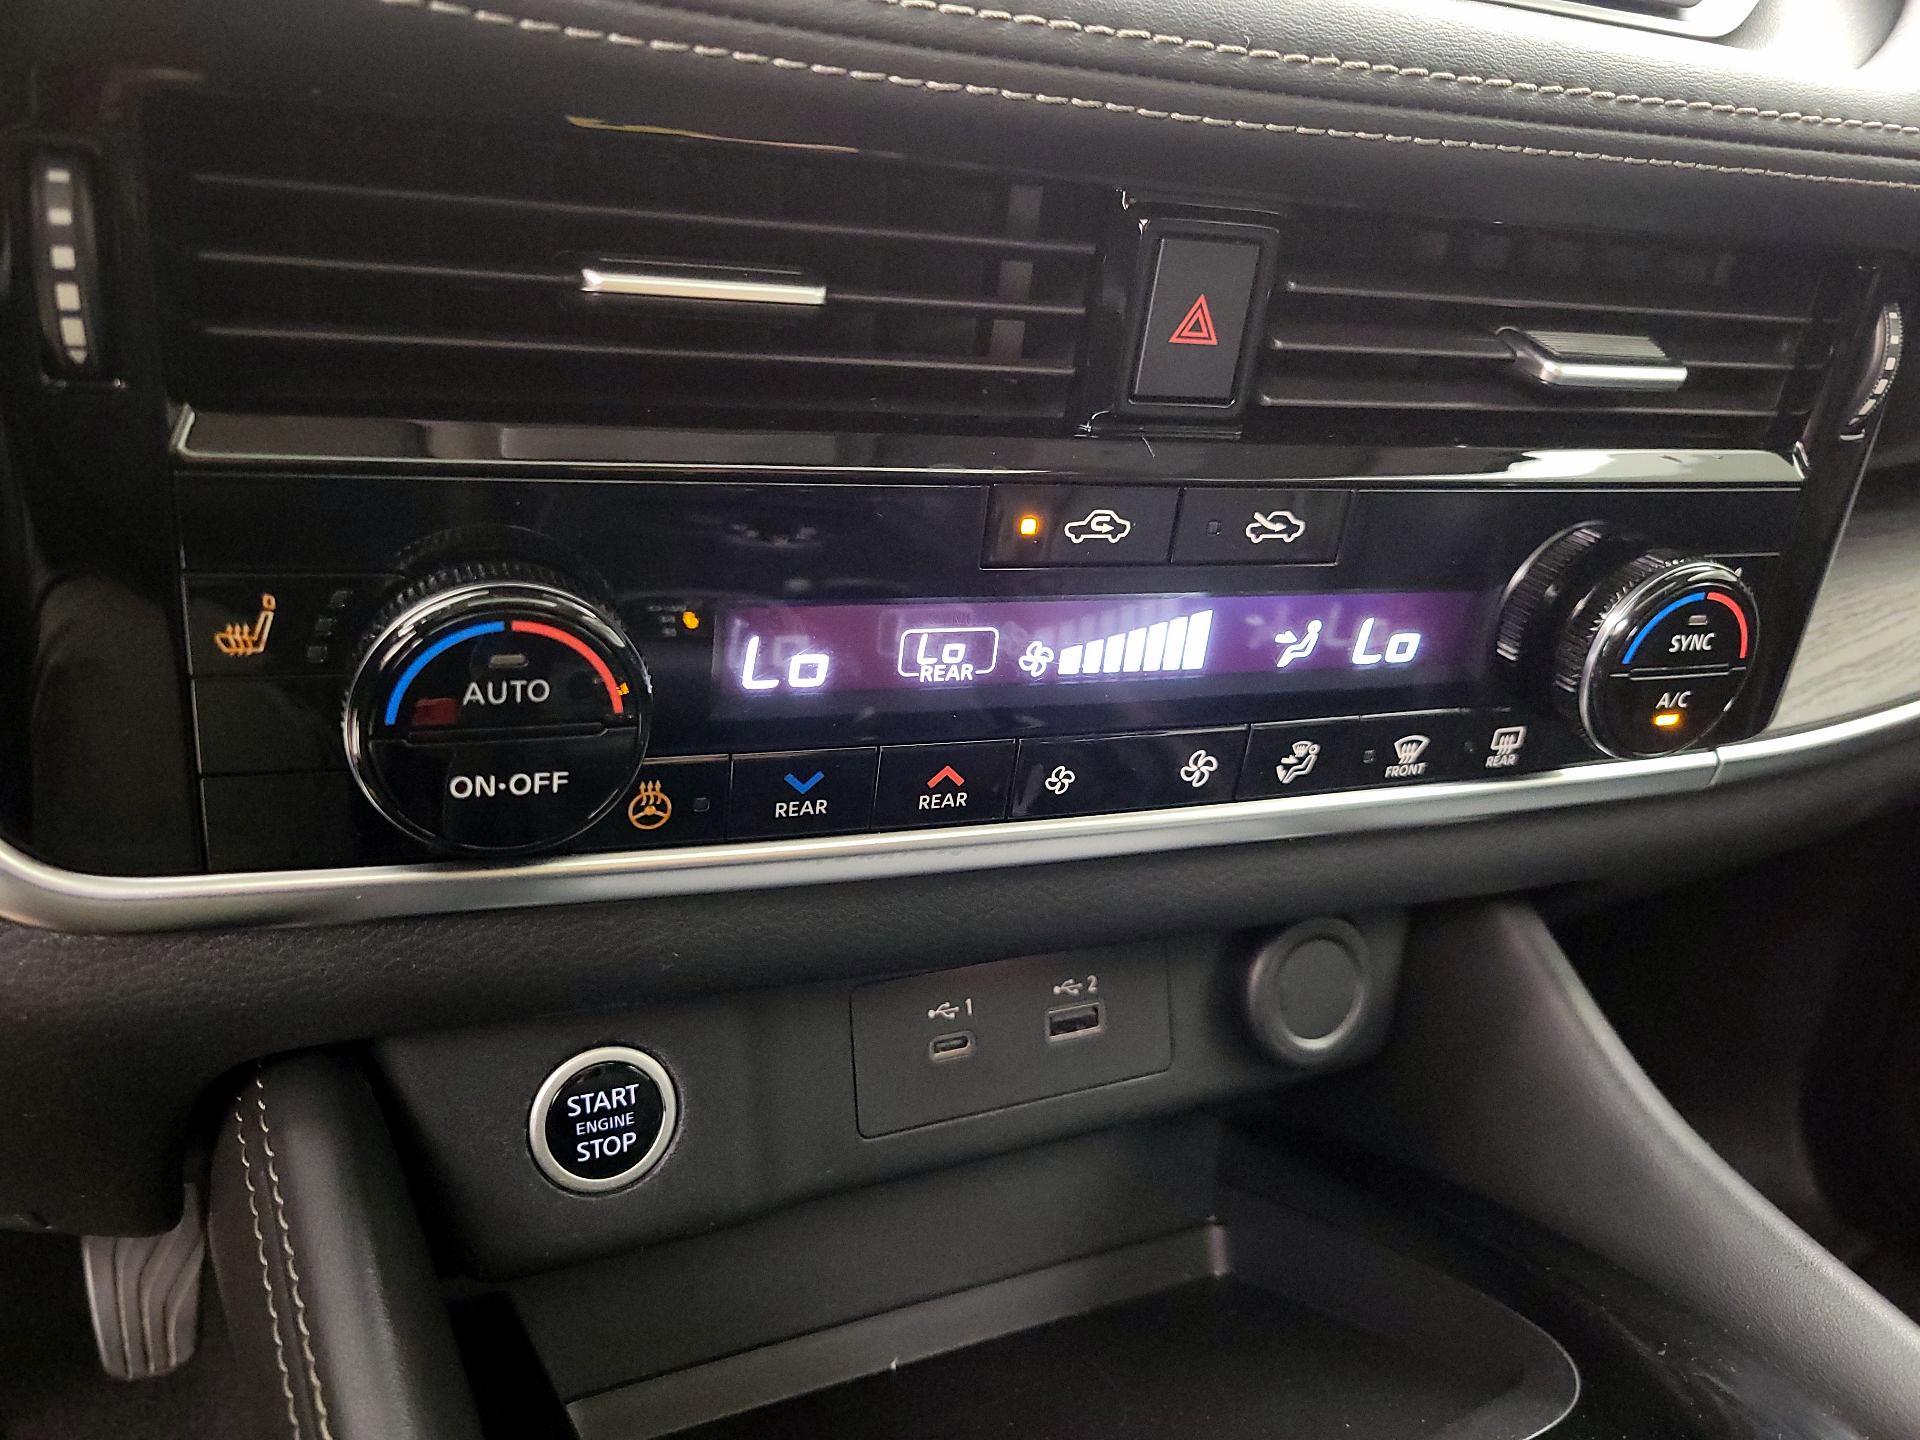 AUTO
ON•OFF
Lo
Lo
REAR
Lo
SYNC
A/C
REAR
REAR
FRONT
REAR
1
2
START
ENGINE
STOP